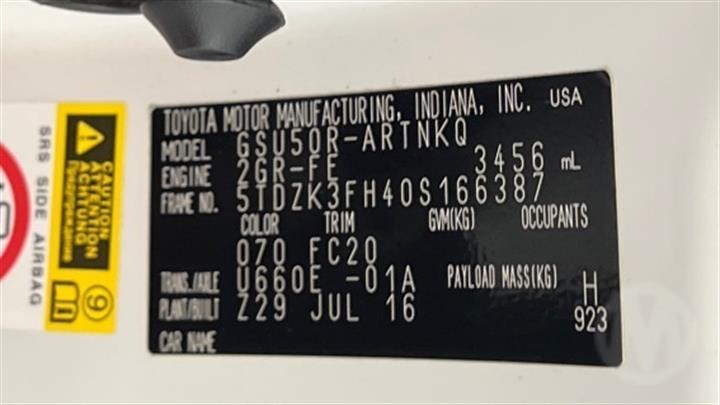 TOYOTA MOTOR MANUFACTURING, INDIANA, INC. USA
MODEL GSU50R-ARTNKQ
ENGINE 2GR-FE 3456 mL
FRAME NO. 5TDZK3FH40S166387
COLOR TRIM GVM(KG) OCCUPANTS
070 FC20
TRANS./AXLE U660E -01A PAYLOAD MASS(KG) H
PLANT/BUILT Z29 JUL 16 923
CAR NAME
SRS SIDE AIRBAG
CAUTION
ATTENTION
ACHTUNG
9